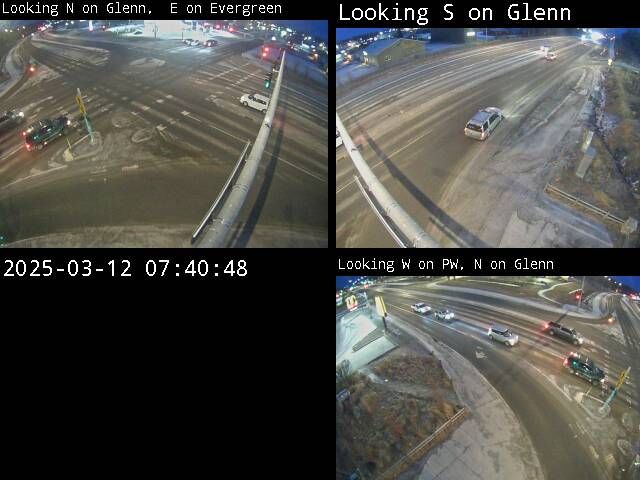 Looking N on Glenn, E on Evergreen
Looking S on Glenn
2025-03-12 07:40:48
Looking W on PW, N on Glenn